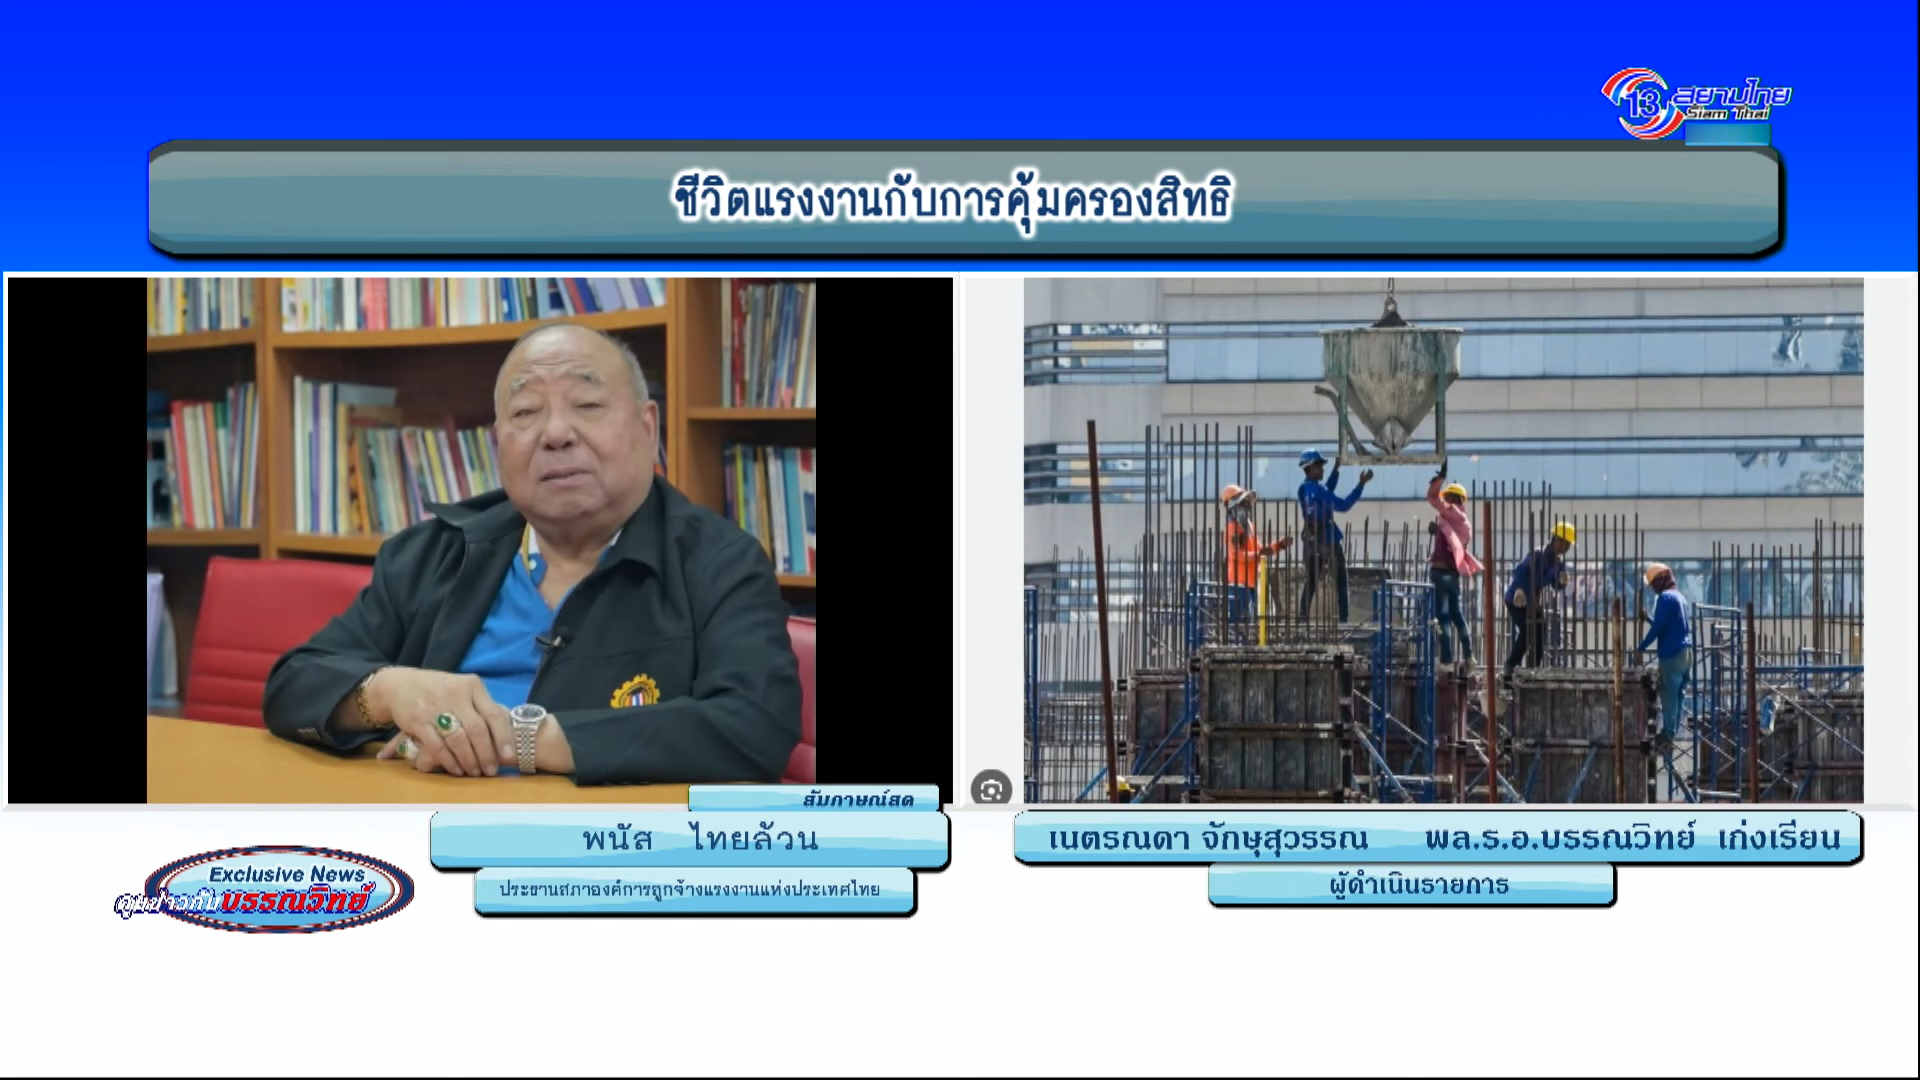 13 สยามไทย
Siam Thai
ชีวิตแรงงานกับการคุ้มครองสิทธิ
สัมภาษณ์สด
พนัส ไทยล้วน
ประธานสภาองค์การลูกจ้างแรงงานแห่งประเทศไทย
เนตรณดา จักษุสุวรรณ พล.ร.อ.บรรณวิทย์ เก่งเรียน
ผู้ดำเนินรายการ
Exclusive News
คุยข่าวกับบรรณวิทย์